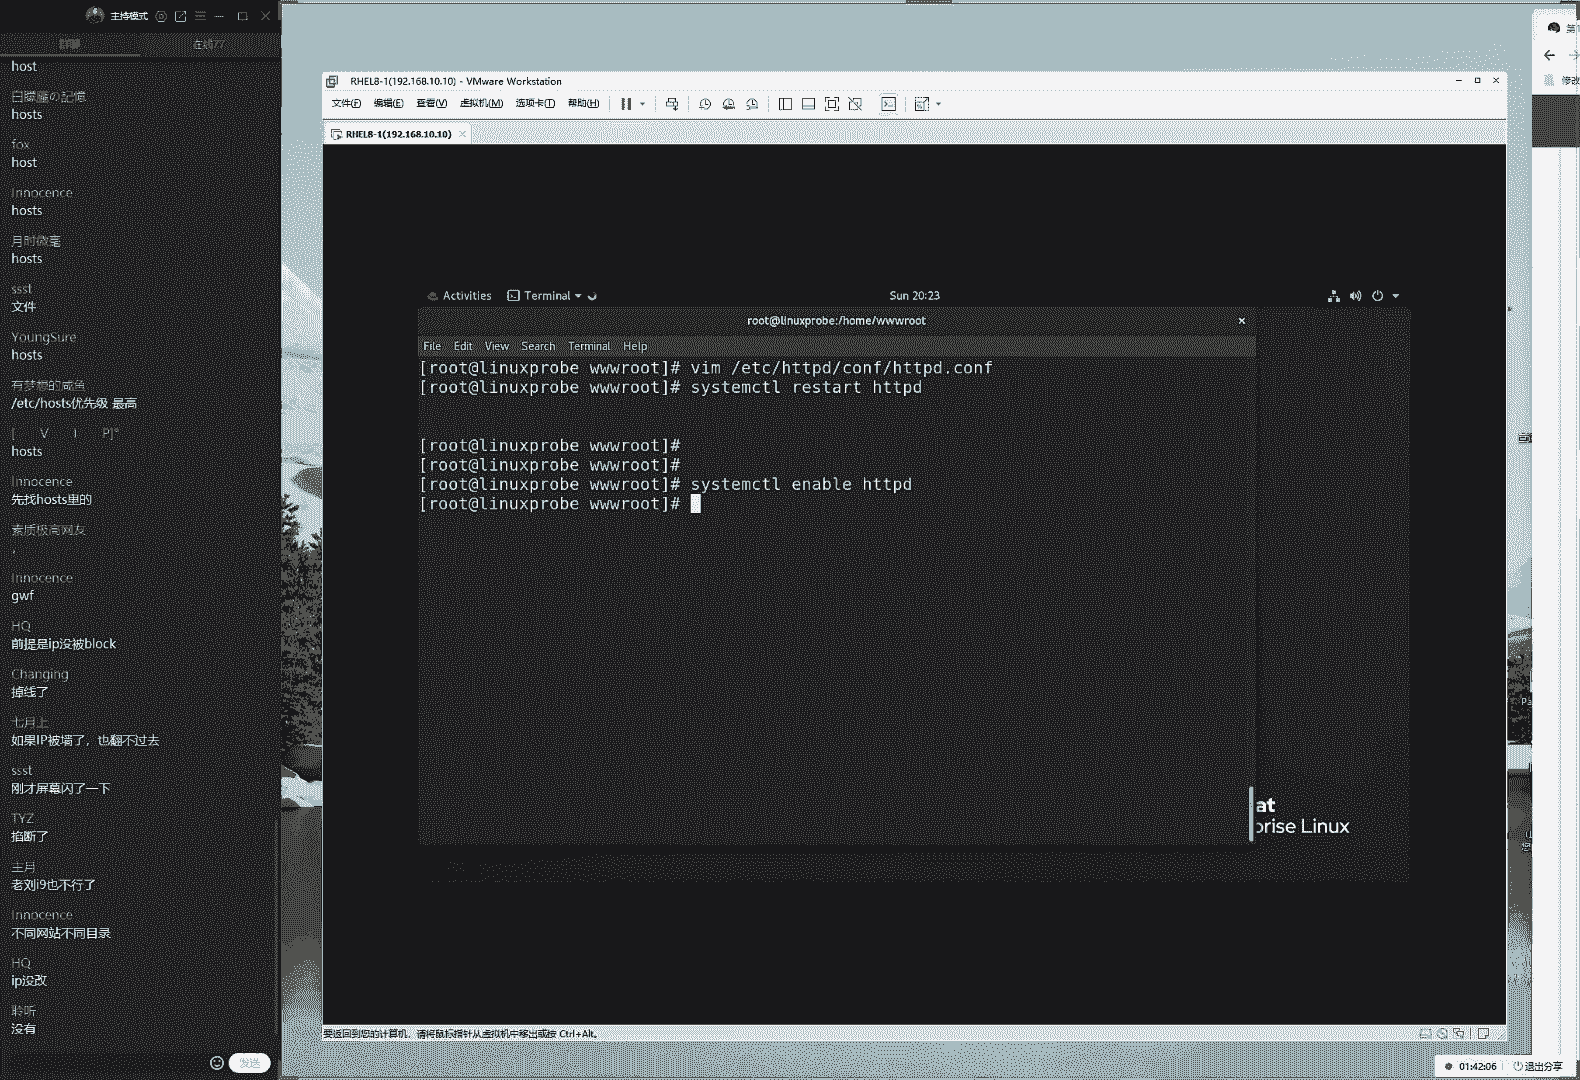 主持模式
群聊
在线77
host
白朦朧の記憶
hosts
fox
host
Innocence
hosts
月时微毫
hosts
ssst
文件
YoungSure
hosts
有梦想的咸鱼
/etc/hosts优先级 最高
[ V I P]°
hosts
Innocence
先找hosts里的
素质极高网友
,
Innocence
gwf
HQ
前提是ip没被block
Changing
掉线了
七月上
如果IP被墙了，也翻不过去
ssst
刚才屏幕闪了一下
TYZ
掐断了
主月
老刘i9也不行了
Innocence
不同网站不同目录
HQ
ip没改
聆听
没有
发送
RHEL8-1(192.168.10.10) - VMware Workstation
文件(F) 编辑(E) 查看(V) 虚拟机(M) 选项卡(T) 帮助(H)
RHEL8-1(192.168.10.10)
Activities Terminal Sun 20:23
root@linuxprobe:/home/wwwroot
File Edit View Search Terminal Help
[root@linuxprobe wwwroot]# vim /etc/httpd/conf/httpd.conf
[root@linuxprobe wwwroot]# systemctl restart httpd
[root@linuxprobe wwwroot]#
[root@linuxprobe wwwroot]#
[root@linuxprobe wwwroot]# systemctl enable httpd
[root@linuxprobe wwwroot]#
at
prise Linux
要返回到您的计算机，请将鼠标指针从虚拟机中移出或按 Ctrl+Alt。
修改
01:42:06 退出分享